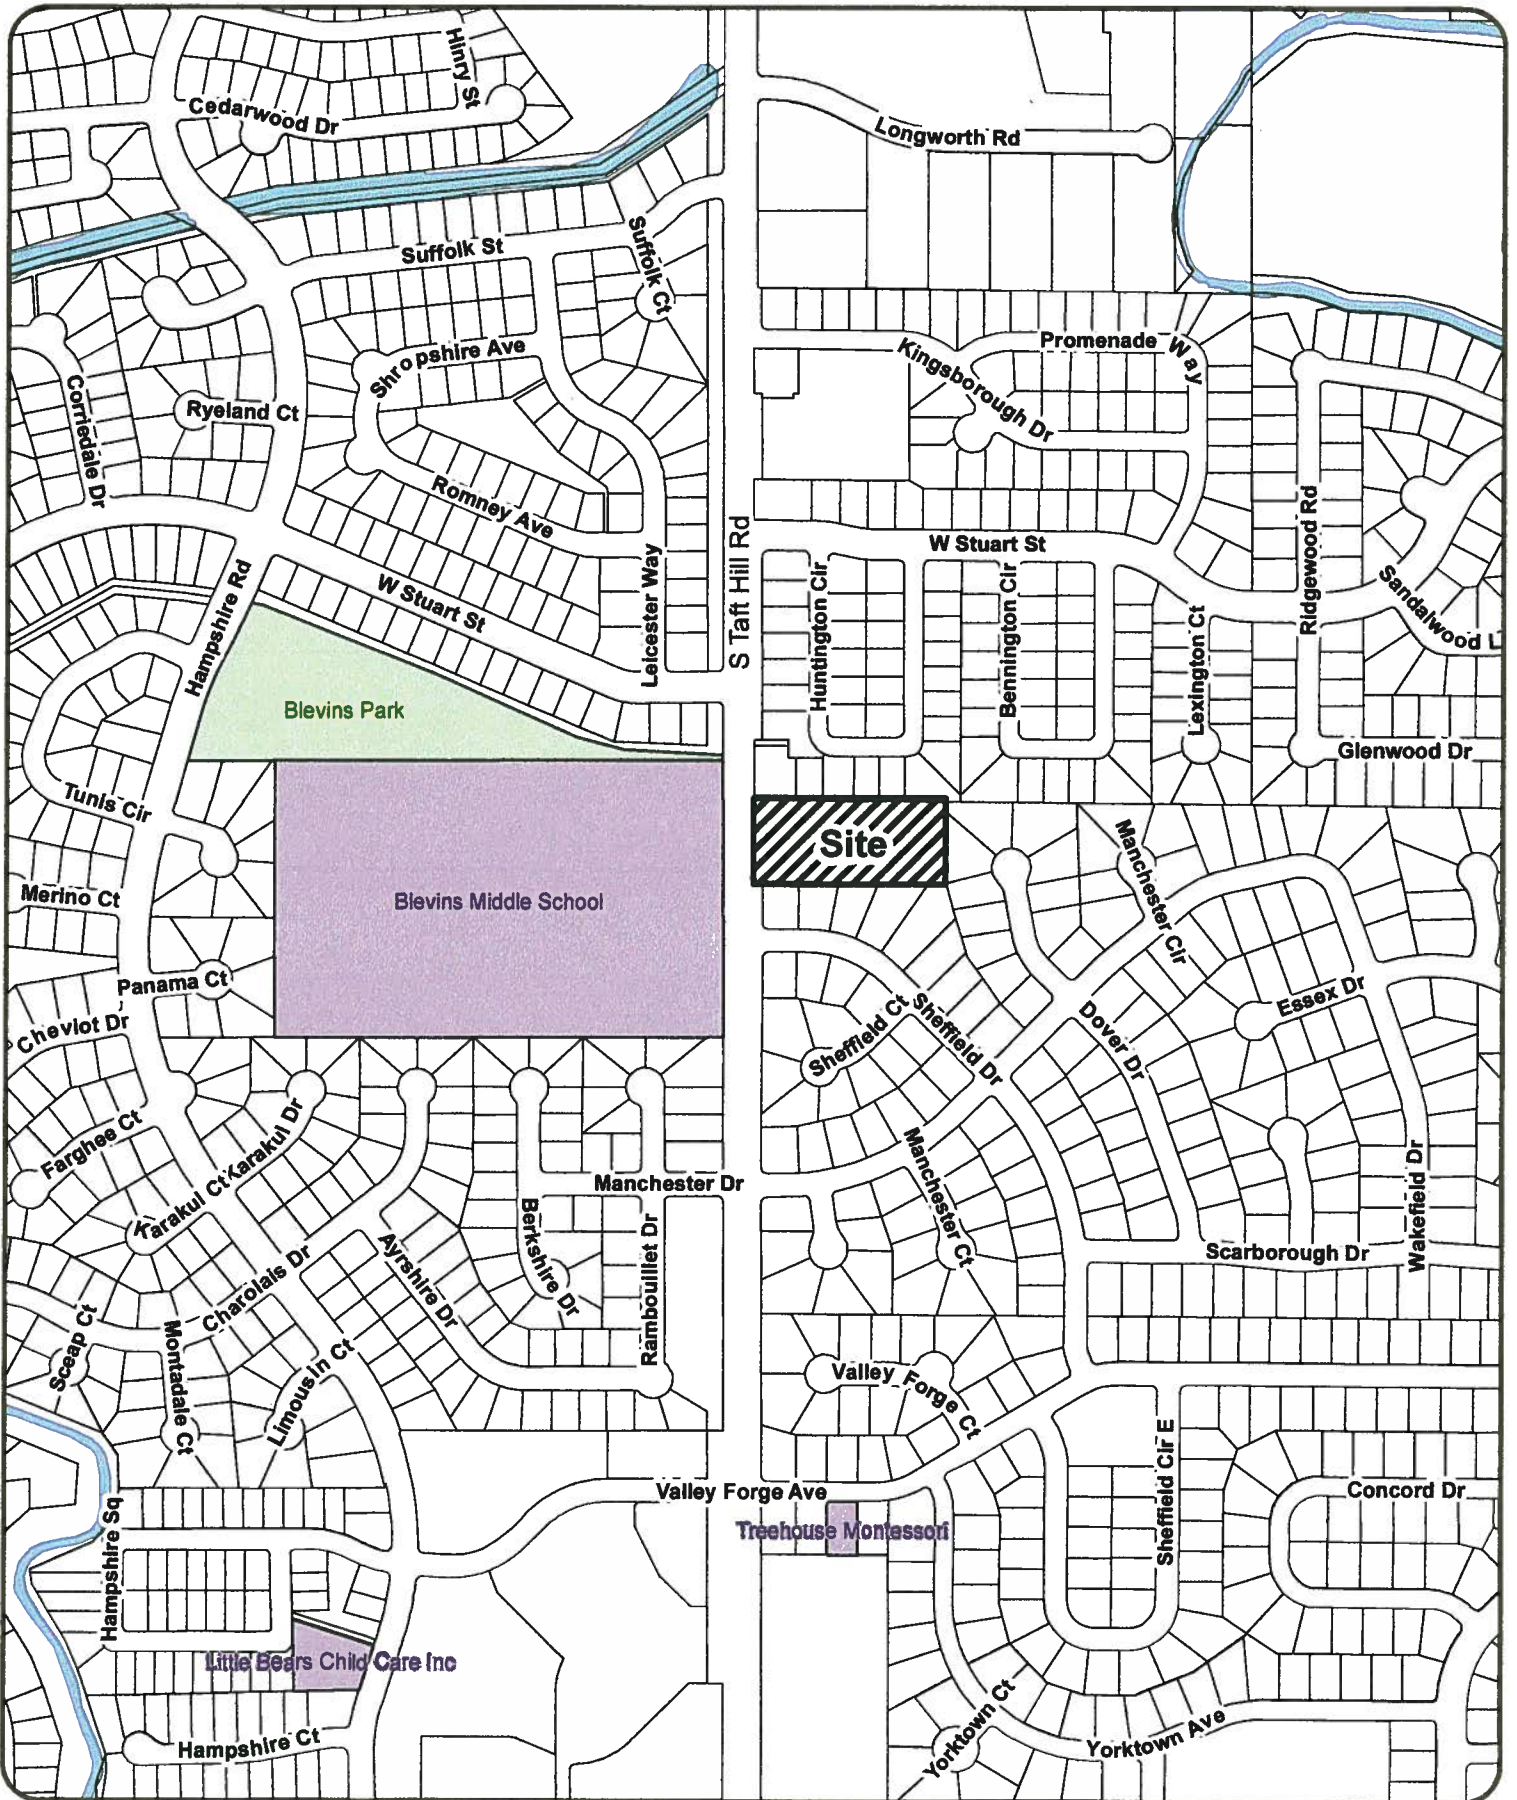 Hinry St
Cedarwood Dr
Longworth Rd
Suffolk St
Suffolk Ct
Shropshire Ave
Promenade Way
Kingsborough Dr
Corriedale Dr
Ryeland Ct
Romney Ave
W Stuart St
S Taft Hill Rd
Ridgewood Rd
Hampshire Rd
W Stuart St
Leicester Way
Huntington Cir
Bennington Cir
Lexington Ct
Sandalwood L
Blevins Park
Glenwood Dr
Tunis Cir
Site
Manchester Cir
Merino Ct
Blevins Middle School
Panama Ct
Essex Dr
Cheviot Dr
Sheffield Ct
Sheffield Dr
Dover Dr
Farghee Ct
Karakul Dr
Karakul Ct
Manchester Dr
Manchester Ct
Berkshire Dr
Rambouillet Dr
Wakefield Dr
Ayrshire Dr
Charolais Dr
Scarborough Dr
Sceap Ct
Montadale Ct
Limousin Ct
Valley Forge Ct
Sheffield Cir E
Valley Forge Ave
Concord Dr
Hampshire Sq
Treehouse Montessori
Little Bears Child Care Inc
Hampshire Ct
Yorktown Ct
Yorktown Ave